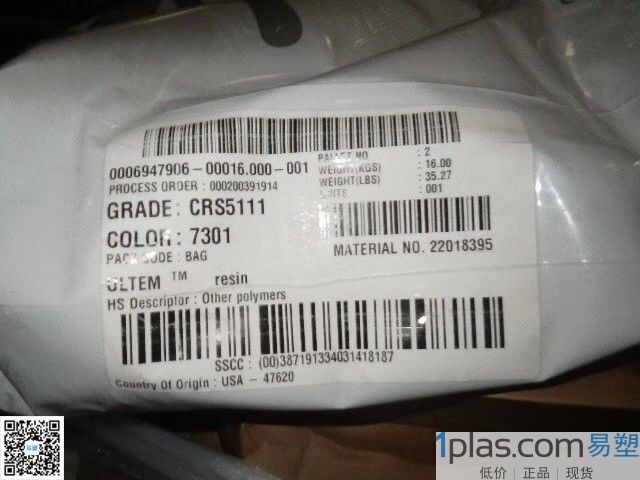 0006947906-00016.000-001
PROCESS ORDER : 000200391914
PALLET NO : 2
WEIGHT(KGS) : 16.00
WEIGHT(LBS) : 35.27
UNITS : 001
GRADE: CRS5111
COLOR: 7301
PACK CODE : BAG
MATERIAL NO. 22018395
ULTEM ™ resin
HS Descriptor : Other polymers
SSCC : (00)387191334031418187
Country Of Origin : USA - 47620
易塑
1plas.com易塑
低价 | 正品 | 现货